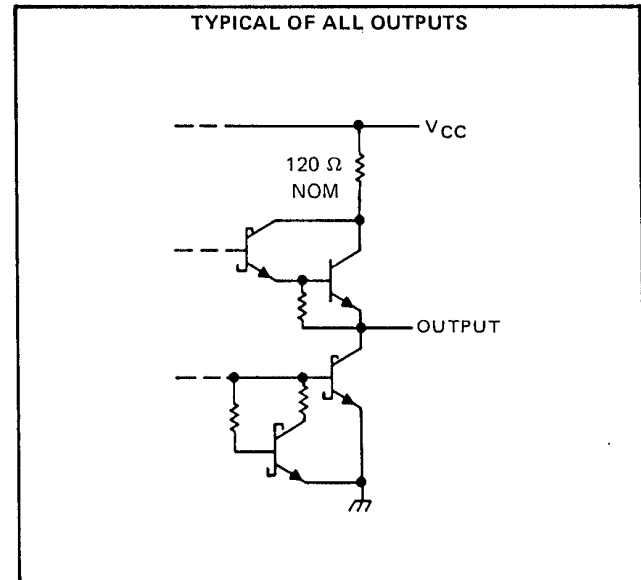 TYPICAL OF ALL OUTPUTS
VCC
120 Ω
NOM
OUTPUT